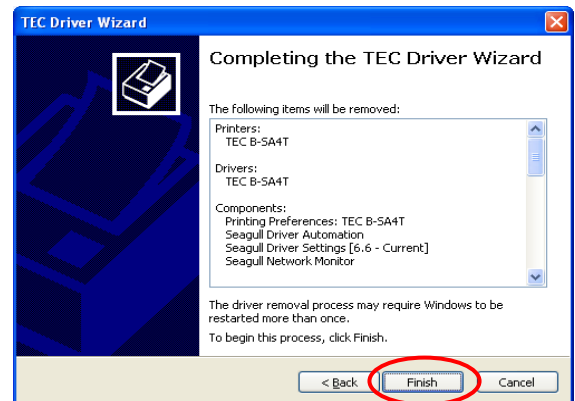 TEC Driver Wizard
Completing the TEC Driver Wizard
The following items will be removed:
Printers:
TEC B-SA4T
Drivers:
TEC B-SA4T
Components:
Printing Preferences: TEC B-SA4T
Seagull Driver Automation
Seagull Driver Settings [6.6 - Current]
Seagull Network Monitor
The driver removal process may require Windows to be
restarted more than once.
To begin this process, click Finish.
< Back Finish Cancel